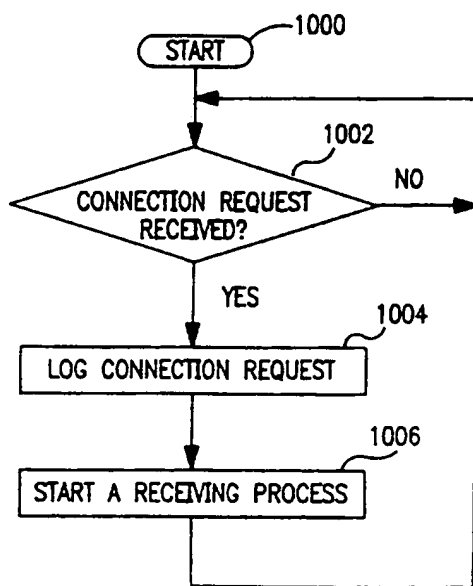 1000
START
1002
CONNECTION REQUEST
RECEIVED?
NO
YES
1004
LOG CONNECTION REQUEST
1006
START A RECEIVING PROCESS